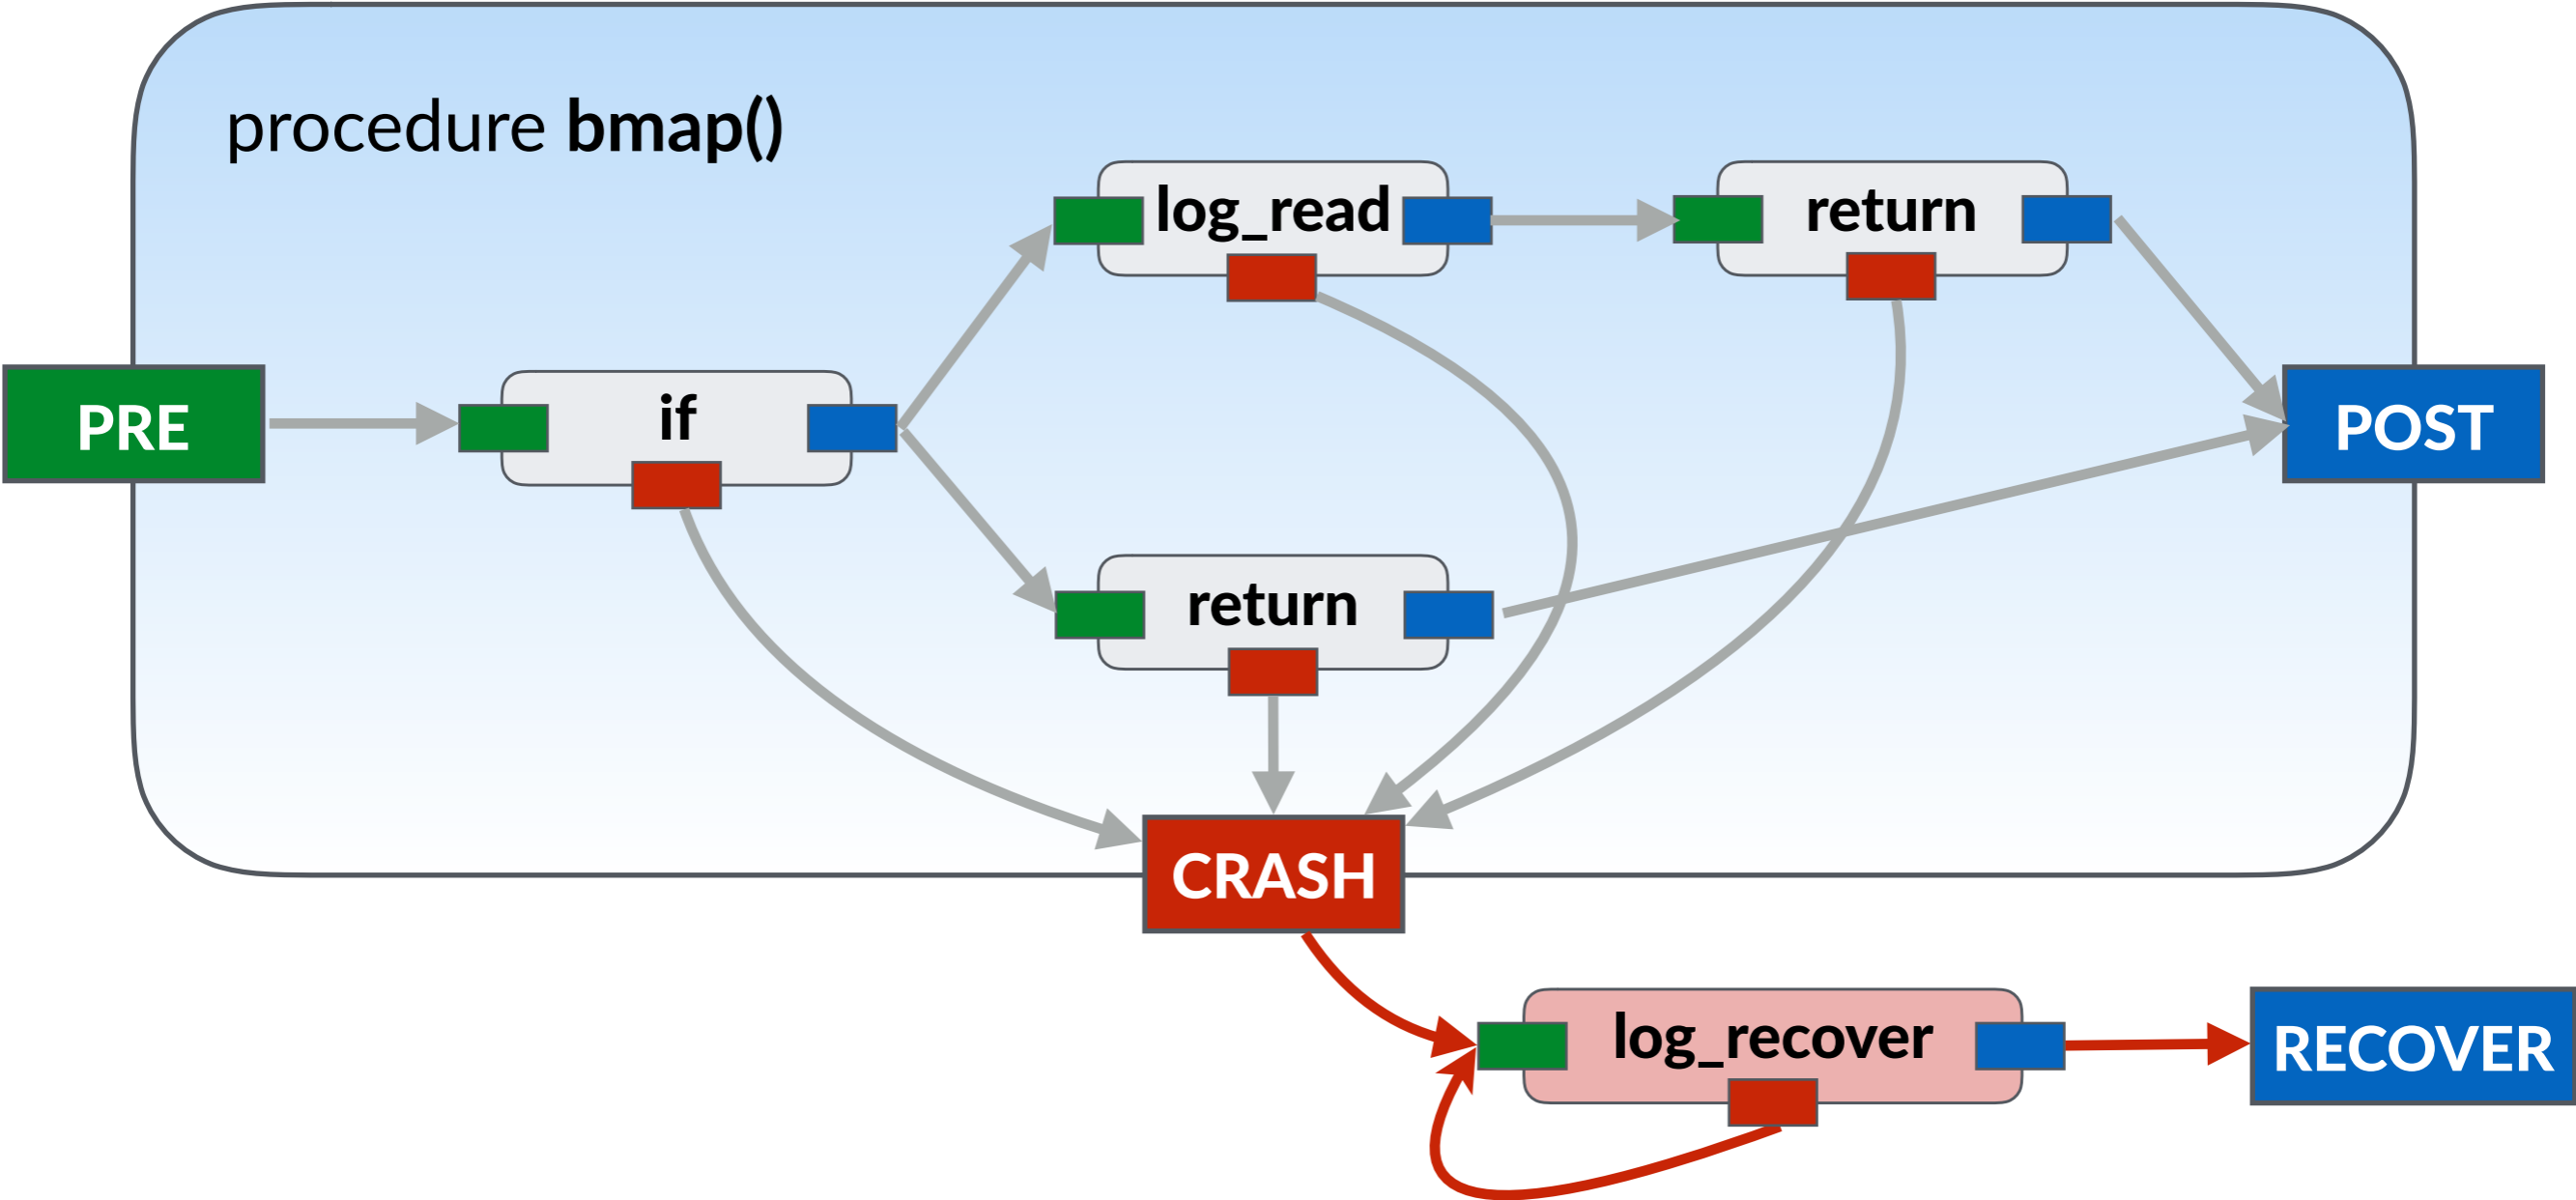 procedure bmap()
log_read
return
PRE
if
POST
return
CRASH
log_recover
RECOVER